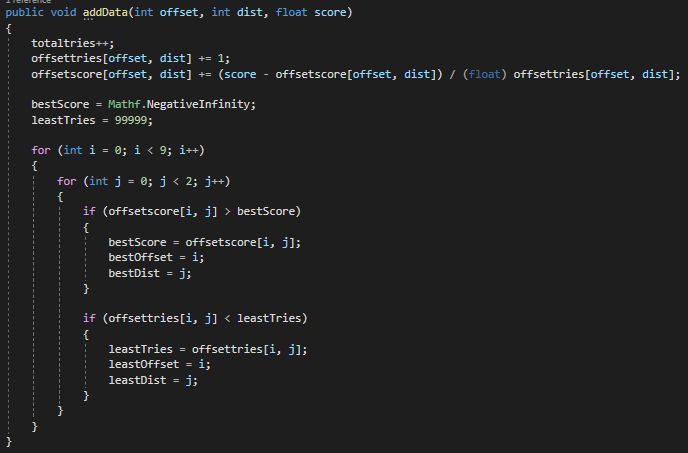 1 reference
public void addData(int offset, int dist, float score)
{
totaltries++;
offsettries[offset, dist] += 1;
offsetscore[offset, dist] += (score - offsetscore[offset, dist]) / (float) offsettries[offset, dist];
bestScore = Mathf.NegativeInfinity;
leastTries = 99999;
for (int i = 0; i < 9; i++)
{
for (int j = 0; j < 2; j++)
{
if (offsetscore[i, j] > bestScore)
{
bestScore = offsetscore[i, j];
bestOffset = i;
bestDist = j;
}
if (offsettries[i, j] < leastTries)
{
leastTries = offsettries[i, j];
leastOffset = i;
leastDist = j;
}
}
}
}